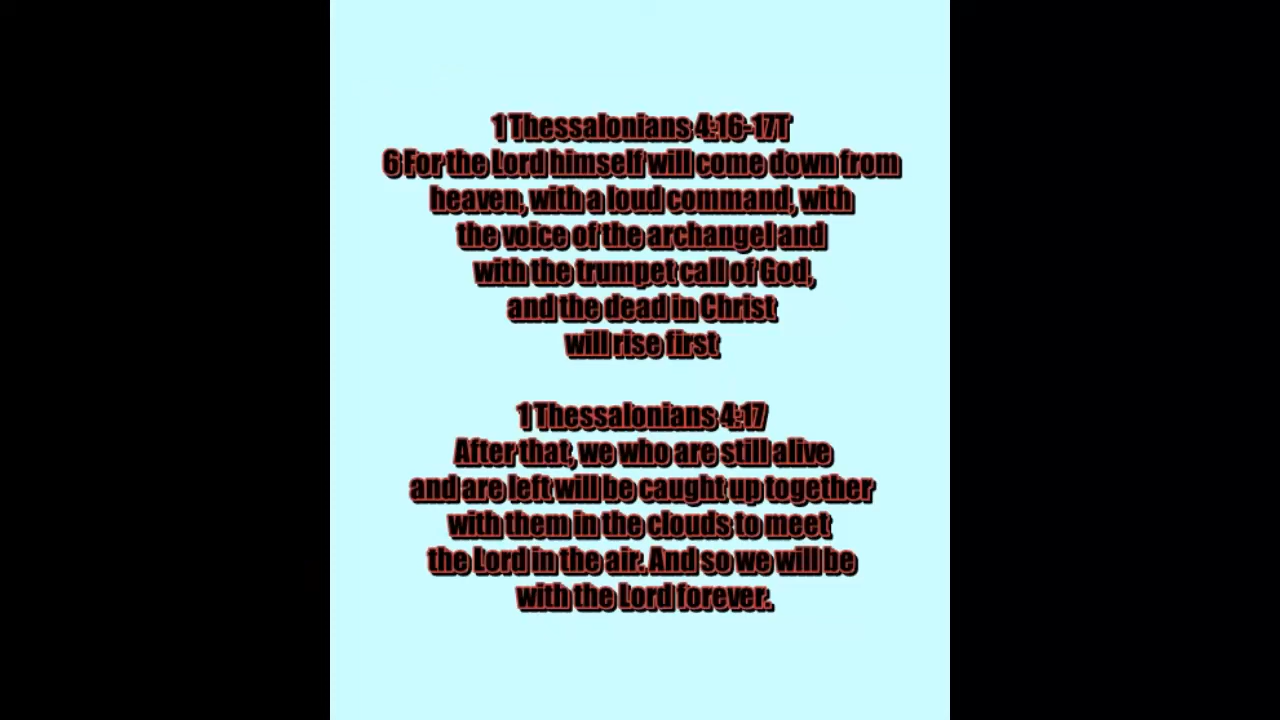 1 Thessalonians 4:16-17T
6 For the Lord himself will come down from
heaven, with a loud command, with
the voice of the archangel and
with the trumpet call of God,
and the dead in Christ
will rise first
1 Thessalonians 4:17
After that, we who are still alive
and are left will be caught up together
with them in the clouds to meet
the Lord in the air. And so we will be
with the Lord forever.